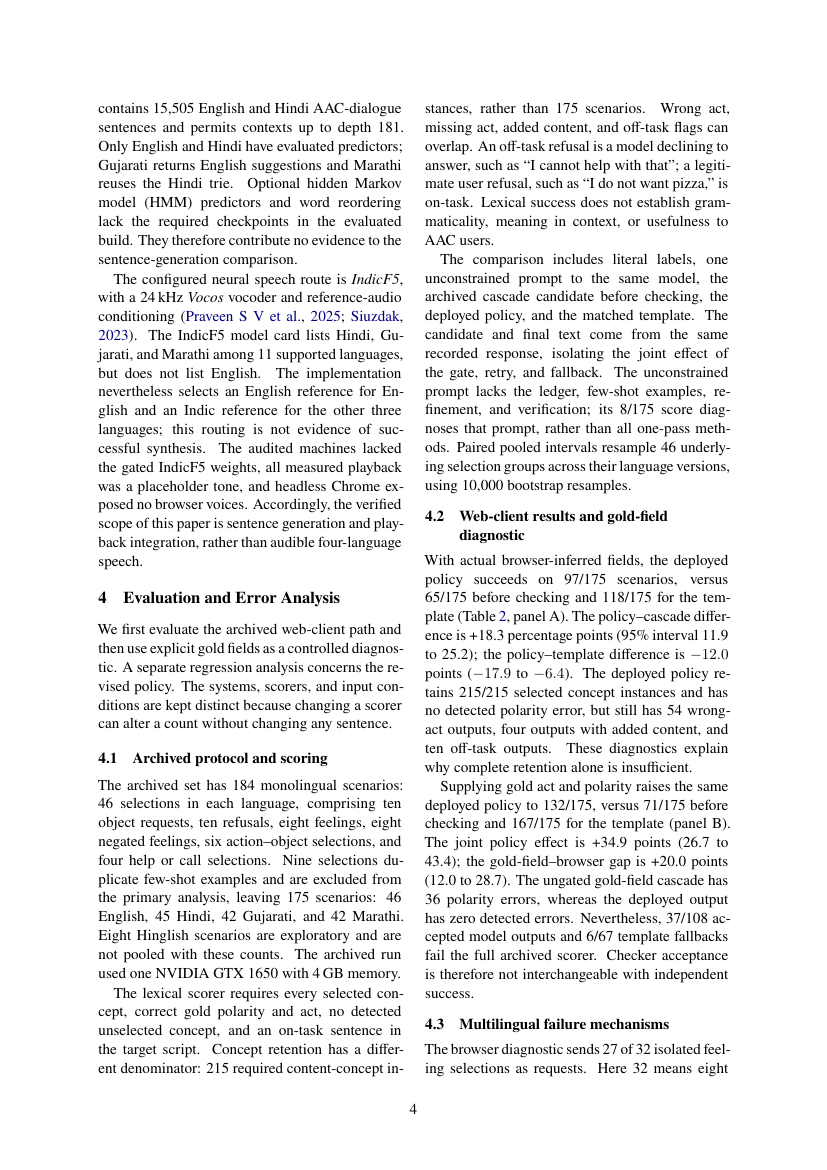 contains 15,505 English and Hindi AAC-dialogue
sentences and permits contexts up to depth 181.
Only English and Hindi have evaluated predictors;
Gujarati returns English suggestions and Marathi
reuses the Hindi trie. Optional hidden Markov
model (HMM) predictors and word reordering
lack the required checkpoints in the evaluated
build. They therefore contribute no evidence to the
sentence-generation comparison.
The configured neural speech route is IndicF5,
with a 24 kHz Vocos vocoder and reference-audio
conditioning (Praveen S V et al., 2025; Siuzdak,
2023). The IndicF5 model card lists Hindi, Gu-
jarati, and Marathi among 11 supported languages,
but does not list English. The implementation
nevertheless selects an English reference for En-
glish and an Indic reference for the other three
languages; this routing is not evidence of suc-
cessful synthesis. The audited machines lacked
the gated IndicF5 weights, all measured playback
was a placeholder tone, and headless Chrome ex-
posed no browser voices. Accordingly, the verified
scope of this paper is sentence generation and play-
back integration, rather than audible four-language
speech.
4 Evaluation and Error Analysis
We first evaluate the archived web-client path and
then use explicit gold fields as a controlled diagnos-
tic. A separate regression analysis concerns the re-
vised policy. The systems, scorers, and input con-
ditions are kept distinct because changing a scorer
can alter a count without changing any sentence.
4.1 Archived protocol and scoring
The archived set has 184 monolingual scenarios:
46 selections in each language, comprising ten
object requests, ten refusals, eight feelings, eight
negated feelings, six action–object selections, and
four help or call selections. Nine selections du-
plicate few-shot examples and are excluded from
the primary analysis, leaving 175 scenarios: 46
English, 45 Hindi, 42 Gujarati, and 42 Marathi.
Eight Hinglish scenarios are exploratory and are
not pooled with these counts. The archived run
used one NVIDIA GTX 1650 with 4 GB memory.
The lexical scorer requires every selected con-
cept, correct gold polarity and act, no detected
unselected concept, and an on-task sentence in
the target script. Concept retention has a differ-
ent denominator: 215 required content-concept in-
stances, rather than 175 scenarios. Wrong act,
missing act, added content, and off-task flags can
overlap. An off-task refusal is a model declining to
answer, such as “I cannot help with that”; a legiti-
mate user refusal, such as “I do not want pizza,” is
on-task. Lexical success does not establish gram-
maticality, meaning in context, or usefulness to
AAC users.
The comparison includes literal labels, one
unconstrained prompt to the same model, the
archived cascade candidate before checking, the
deployed policy, and the matched template. The
candidate and final text come from the same
recorded response, isolating the joint effect of
the gate, retry, and fallback. The unconstrained
prompt lacks the ledger, few-shot examples, re-
finement, and verification; its 8/175 score diag-
noses that prompt, rather than all one-pass meth-
ods. Paired pooled intervals resample 46 underly-
ing selection groups across their language versions,
using 10,000 bootstrap resamples.
4.2 Web-client results and gold-field
diagnostic
With actual browser-inferred fields, the deployed
policy succeeds on 97/175 scenarios, versus
65/175 before checking and 118/175 for the tem-
plate (Table 2, panel A). The policy–cascade differ-
ence is +18.3 percentage points (95% interval 11.9
to 25.2); the policy–template difference is −12.0
points (−17.9 to −6.4). The deployed policy re-
tains 215/215 selected concept instances and has
no detected polarity error, but still has 54 wrong-
act outputs, four outputs with added content, and
ten off-task outputs. These diagnostics explain
why complete retention alone is insufficient.
Supplying gold act and polarity raises the same
deployed policy to 132/175, versus 71/175 before
checking and 167/175 for the template (panel B).
The joint policy effect is +34.9 points (26.7 to
43.4); the gold-field–browser gap is +20.0 points
(12.0 to 28.7). The ungated gold-field cascade has
36 polarity errors, whereas the deployed output
has zero detected errors. Nevertheless, 37/108 ac-
cepted model outputs and 6/67 template fallbacks
fail the full archived scorer. Checker acceptance
is therefore not interchangeable with independent
success.
4.3 Multilingual failure mechanisms
The browser diagnostic sends 27 of 32 isolated feel-
ing selections as requests. Here 32 means eight
4